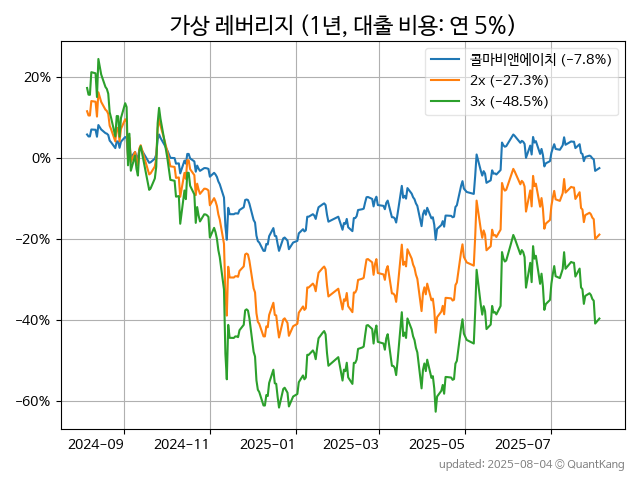 가상 레버리지 (1년, 대출 비용: 연 5%)
콜마비앤에이치 (−7.8%)
2x (−27.3%)
3x (−48.5%)
20%
0%
−20%
−40%
−60%
2024-09 2024-11 2025-01 2025-03 2025-05 2025-07
updated: 2025-08-04 © QuantKang